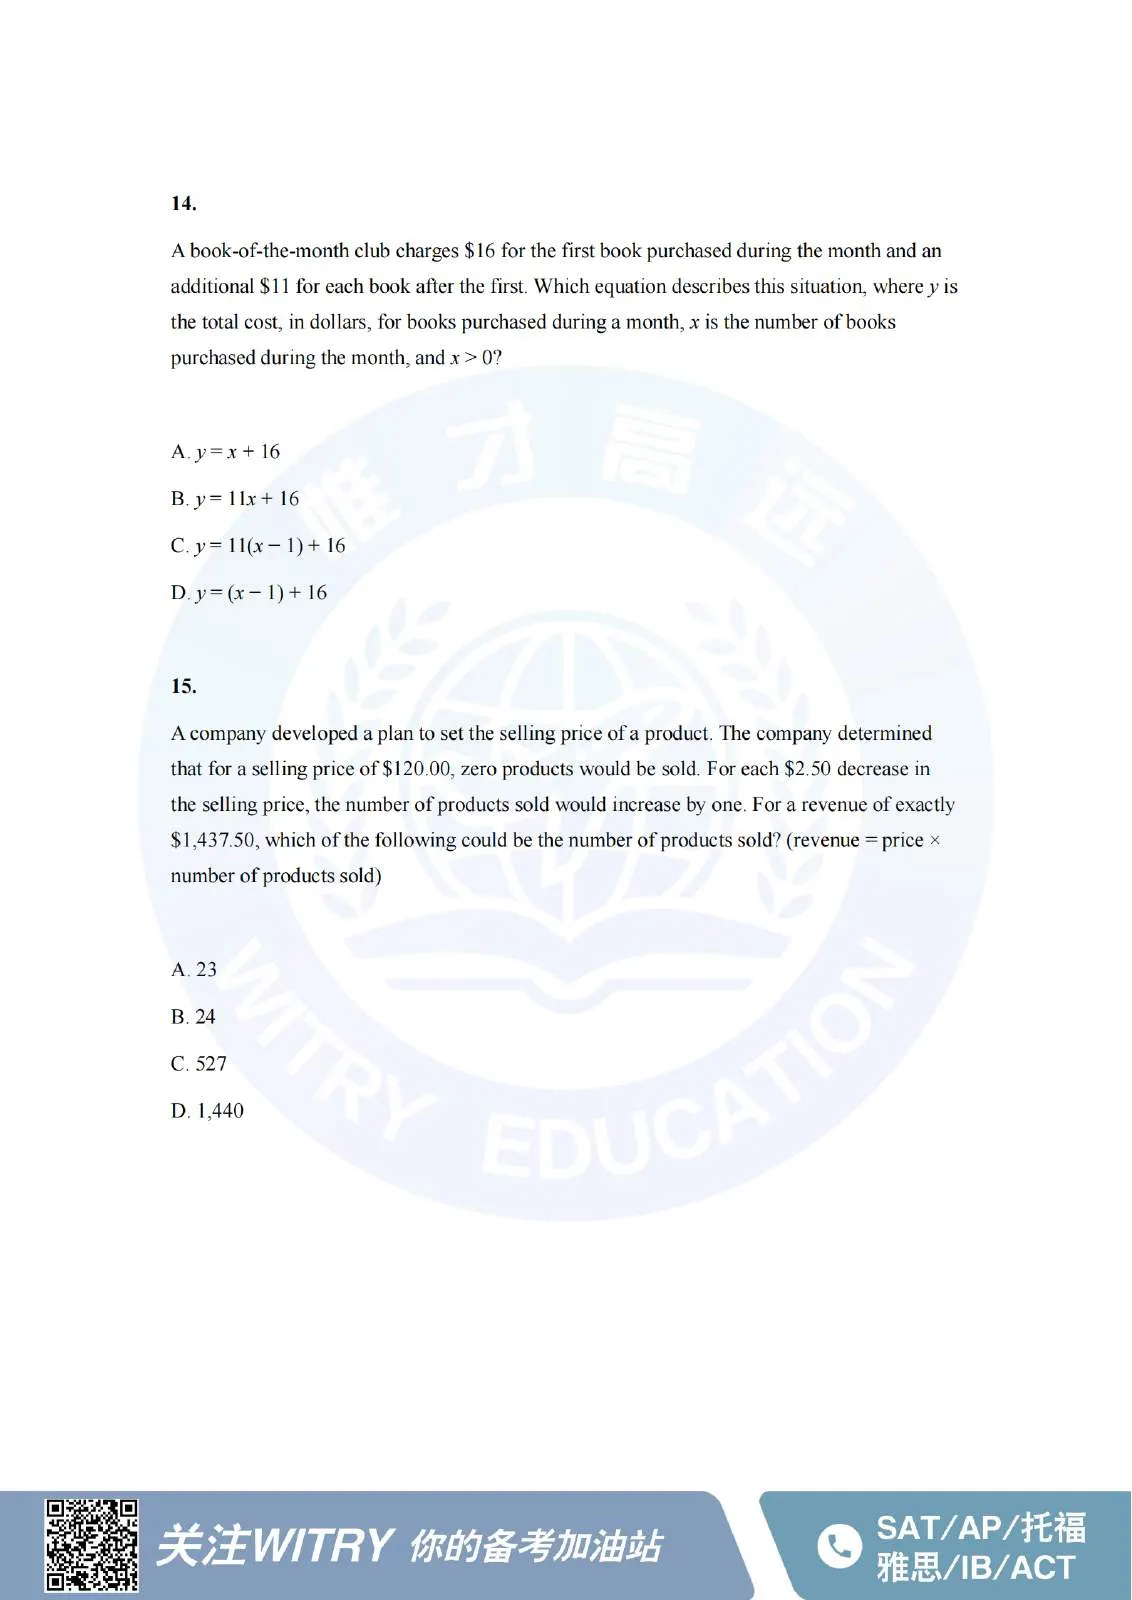 14.
A book-of-the-month club charges $16 for the first book purchased during the month and an
additional $11 for each book after the first. Which equation describes this situation, where y is
the total cost, in dollars, for books purchased during a month, x is the number of books
purchased during the month, and x > 0?
惟才高远
A. y = x + 16
B. y = 11x + 16
C. y = 11(x − 1) + 16
D. y = (x − 1) + 16
15.
A company developed a plan to set the selling price of a product. The company determined
that for a selling price of $120.00, zero products would be sold. For each $2.50 decrease in
the selling price, the number of products sold would increase by one. For a revenue of exactly
$1,437.50, which of the following could be the number of products sold? (revenue = price ×
number of products sold)
A. 23
B. 24
C. 527
D. 1,440
WITRY EDUCATION
关注WITRY 你的备考加油站
SAT/AP/托福
雅思/IB/ACT